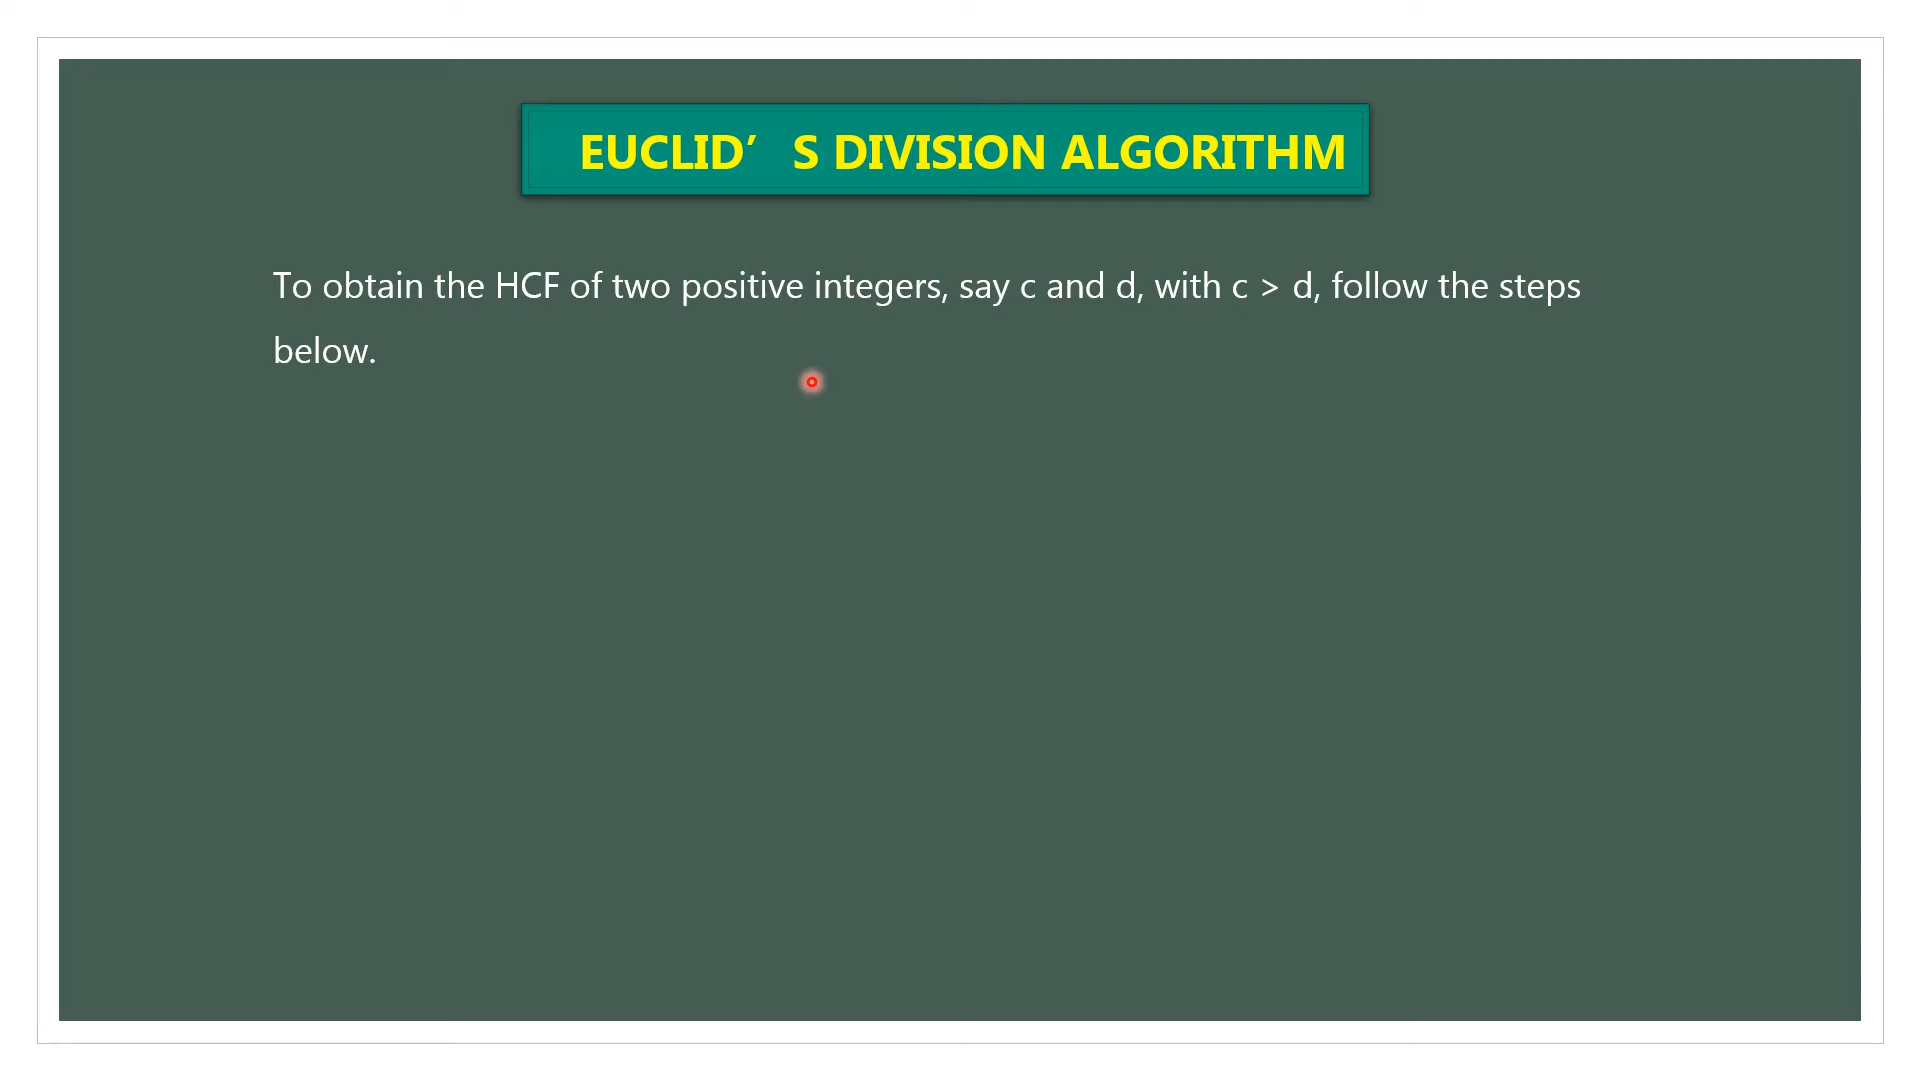 EUCLID’S DIVISION ALGORITHM
To obtain the HCF of two positive integers, say c and d, with c > d, follow the steps
below.